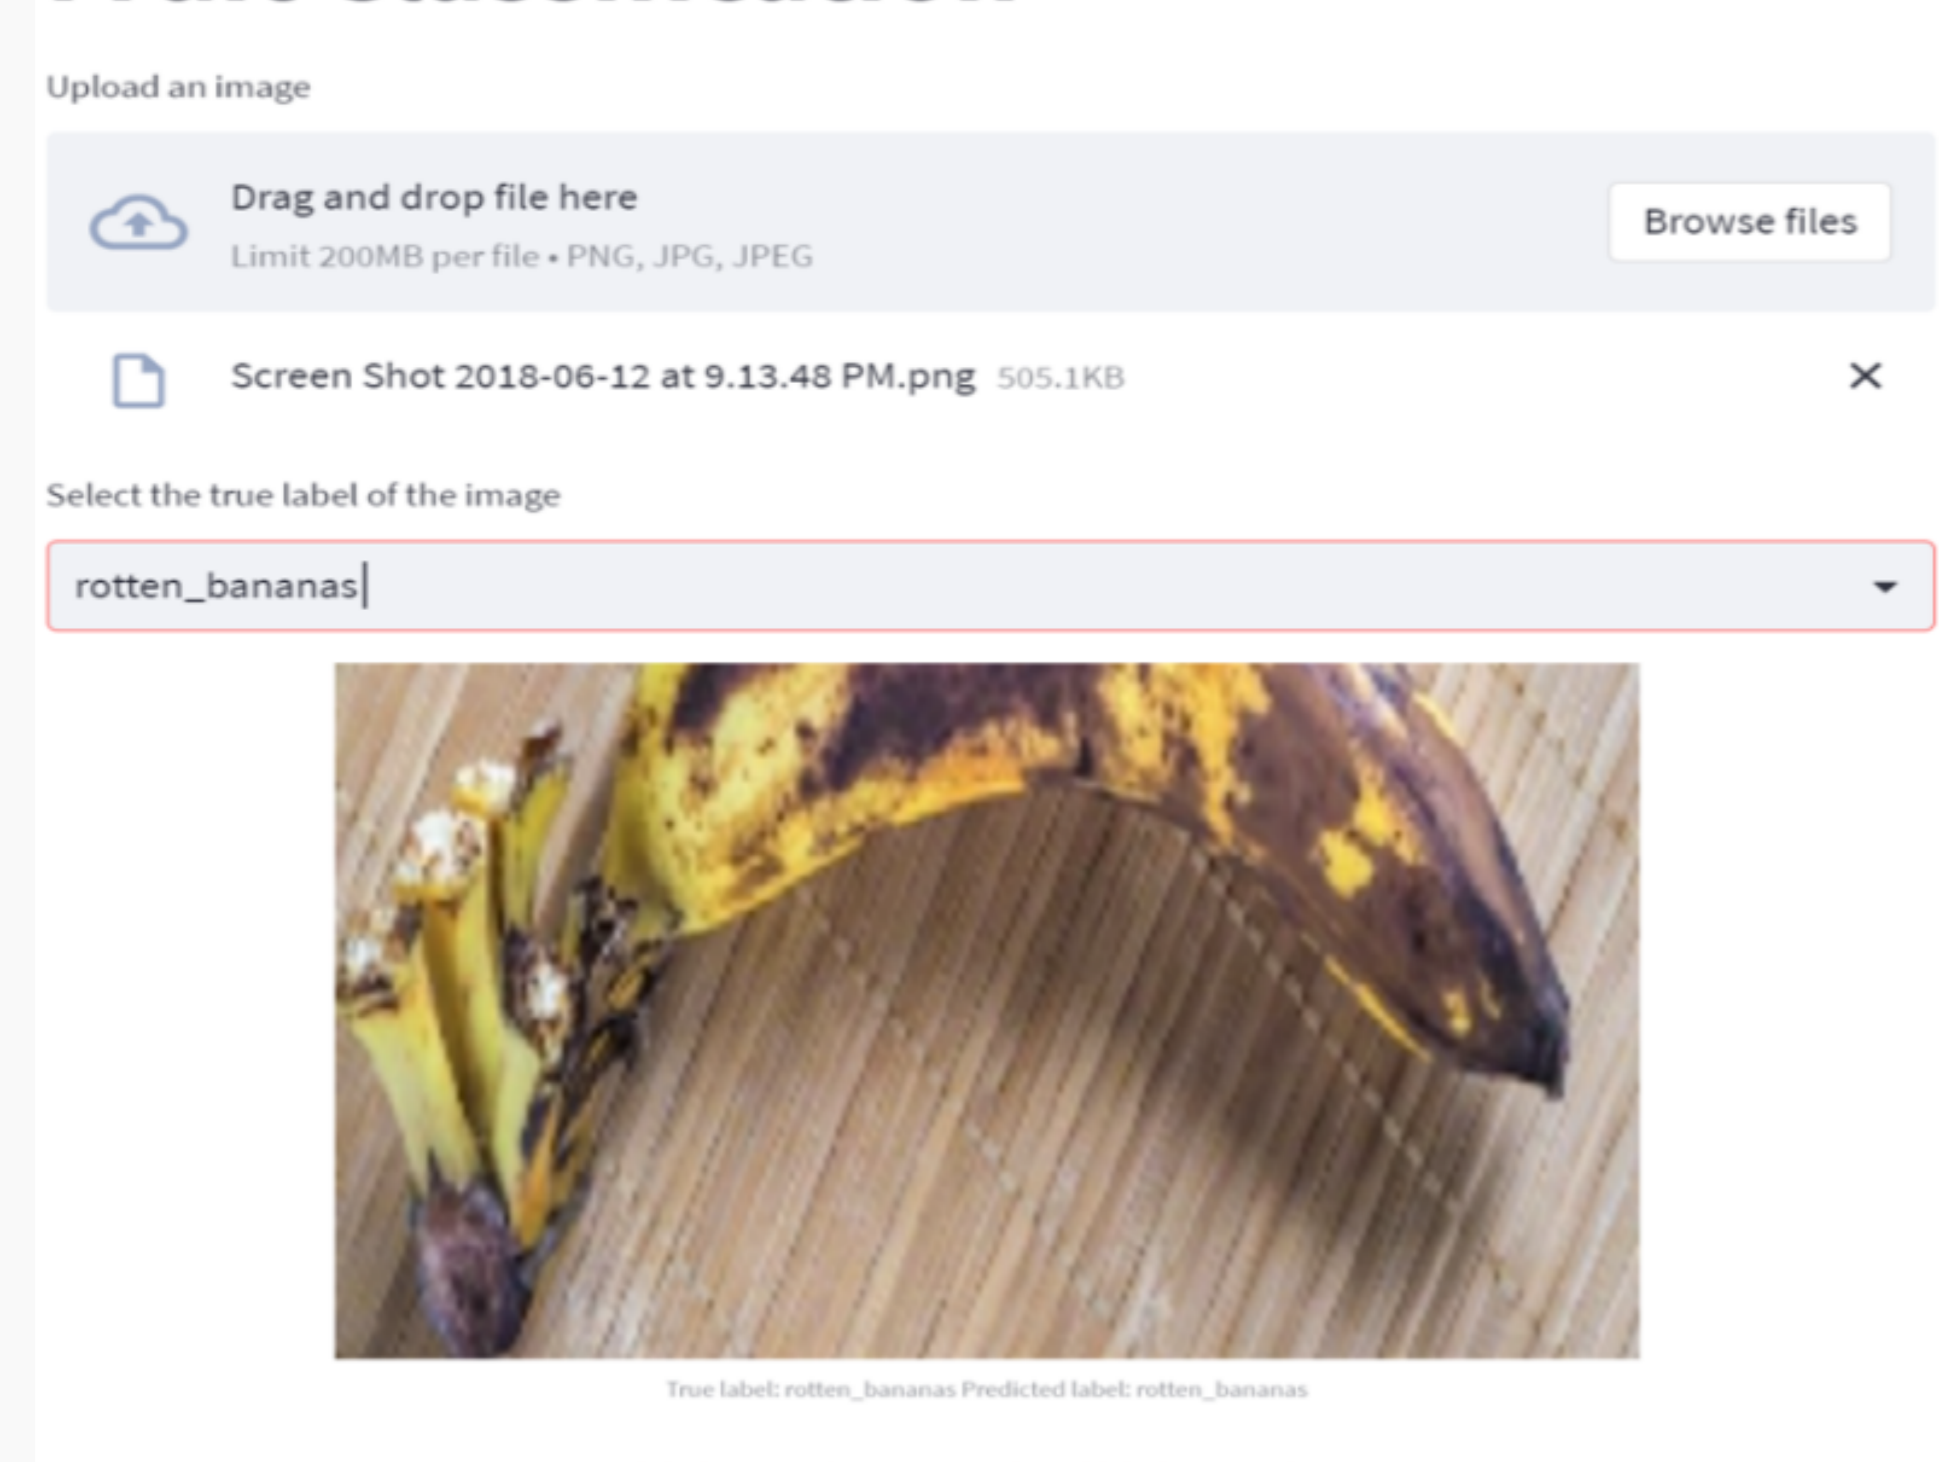 Upload an image
Drag and drop file here
Limit 200MB per file • PNG, JPG, JPEG
Browse files
Screen Shot 2018-06-12 at 9.13.48 PM.png 505.1KB
Select the true label of the image
rotten_bananas
True label: rotten_bananas Predicted label: rotten_bananas